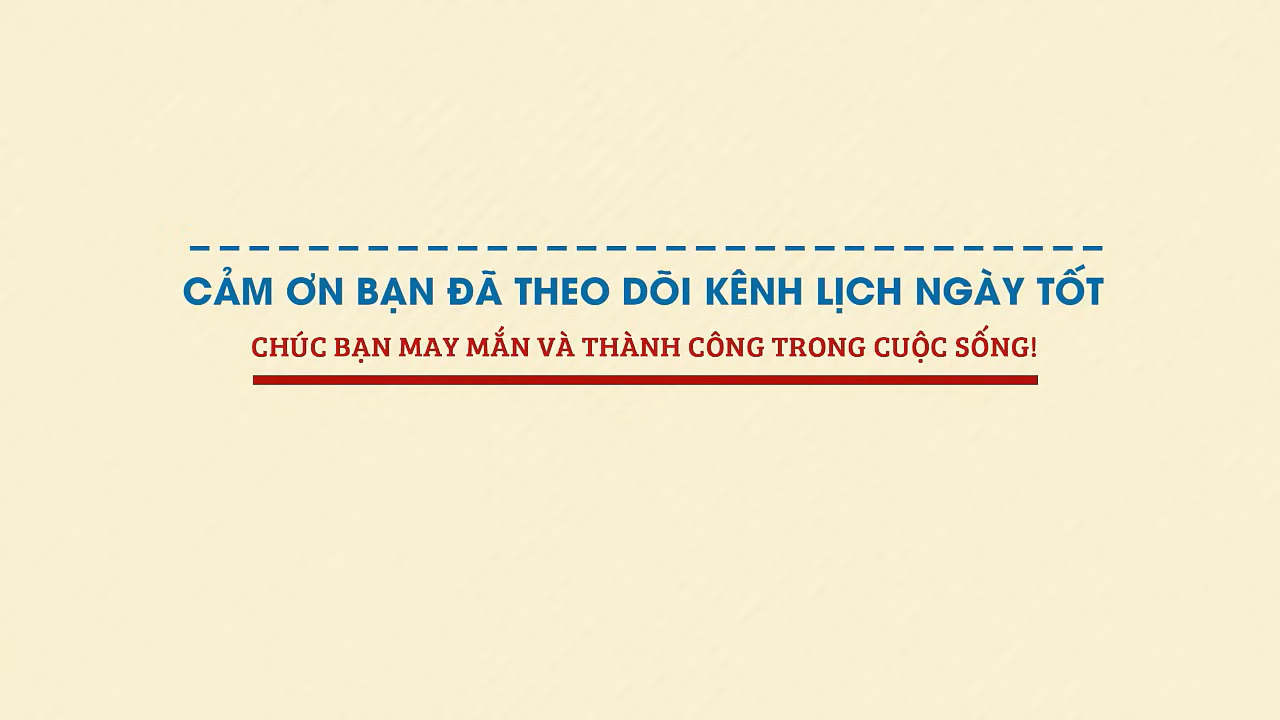 CẢM ƠN BẠN ĐÃ THEO DÕI KÊNH LỊCH NGÀY TỐT
CHÚC BẠN MAY MẮN VÀ THÀNH CÔNG TRONG CUỘC SỐNG!